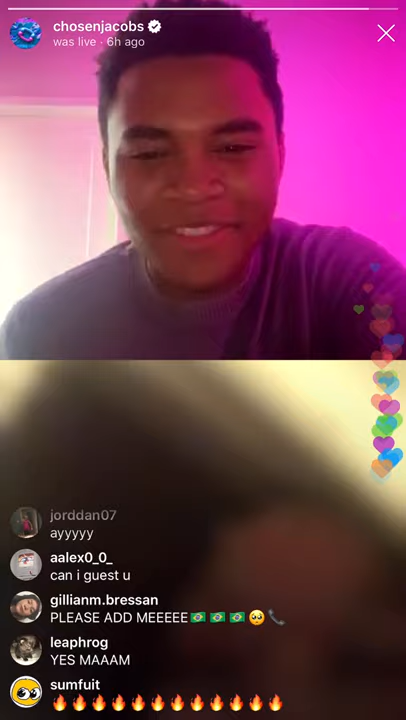 chosenjacobs
was live · 6h ago
jorddan07
ayyyyy
aalex0_0_
can i guest u
gillianm.bressan
PLEASE ADD MEEEEE🇧🇷🇧🇷🇧🇷🥺📞
leaphrog
YES MAAAM
sumfuit
🔥🔥🔥🔥🔥🔥🔥🔥🔥🔥🔥🔥